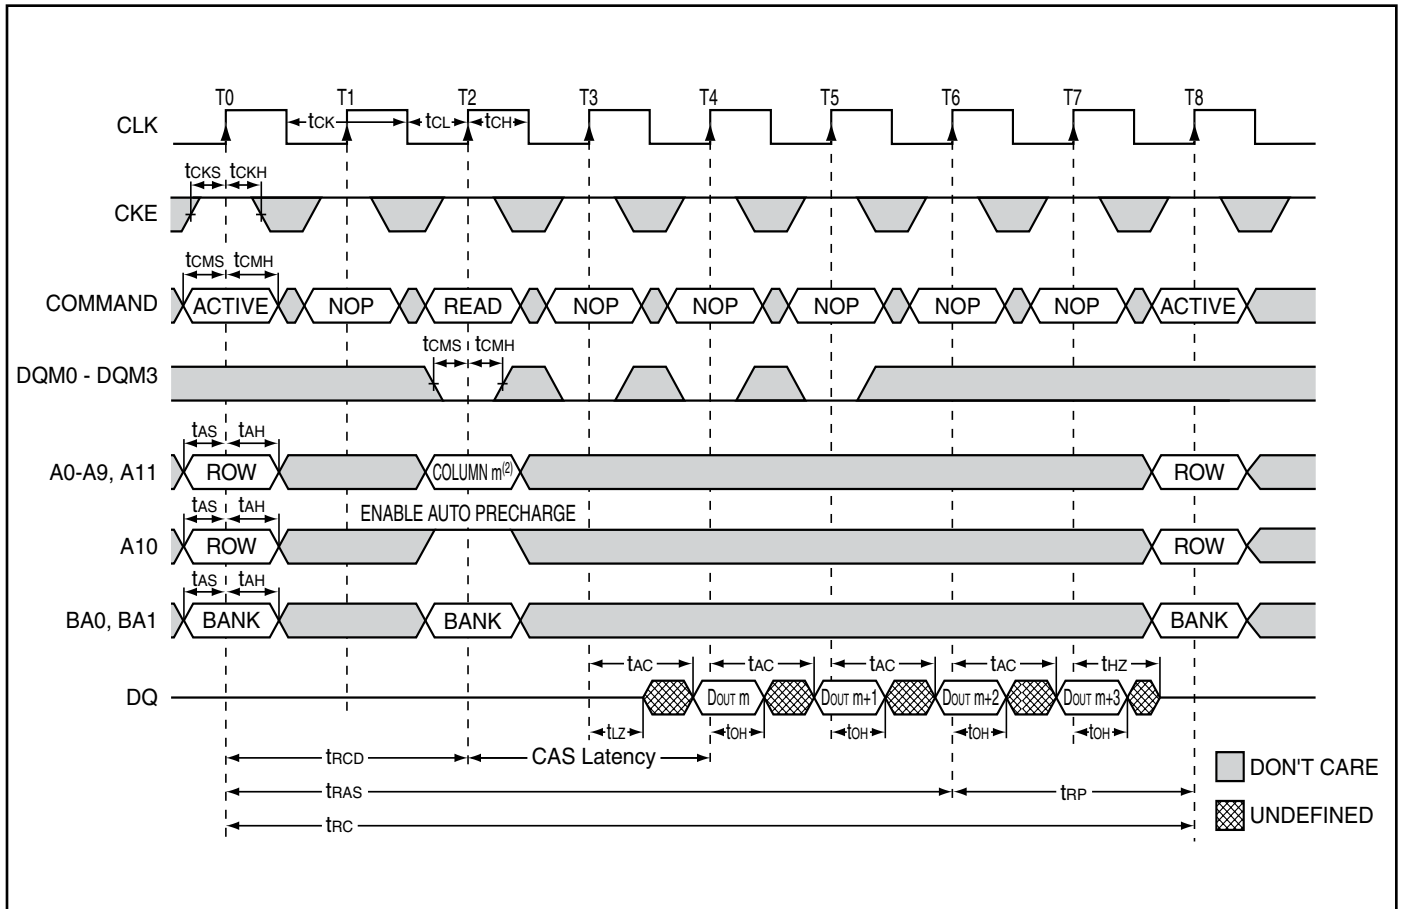 T0 T1 T2 T3 T4 T5 T6 T7 T8
CLK tCK tCL tCH
tCKS tCKH
CKE
tCMS tCMH
COMMAND ACTIVE NOP READ NOP NOP NOP NOP NOP ACTIVE
tCMS tCMH
DQM0 - DQM3
tAS tAH
A0-A9, A11 ROW COLUMN m(2) ROW
tAS tAH ENABLE AUTO PRECHARGE
A10 ROW ROW
tAS tAH
BA0, BA1 BANK BANK BANK
tAC tAC tAC tAC tHZ
DQ DOUT m DOUT m+1 DOUT m+2 DOUT m+3
tLZ tOH tOH tOH tOH
tRCD CAS Latency
DON'T CARE
tRAS tRP
UNDEFINED
tRC